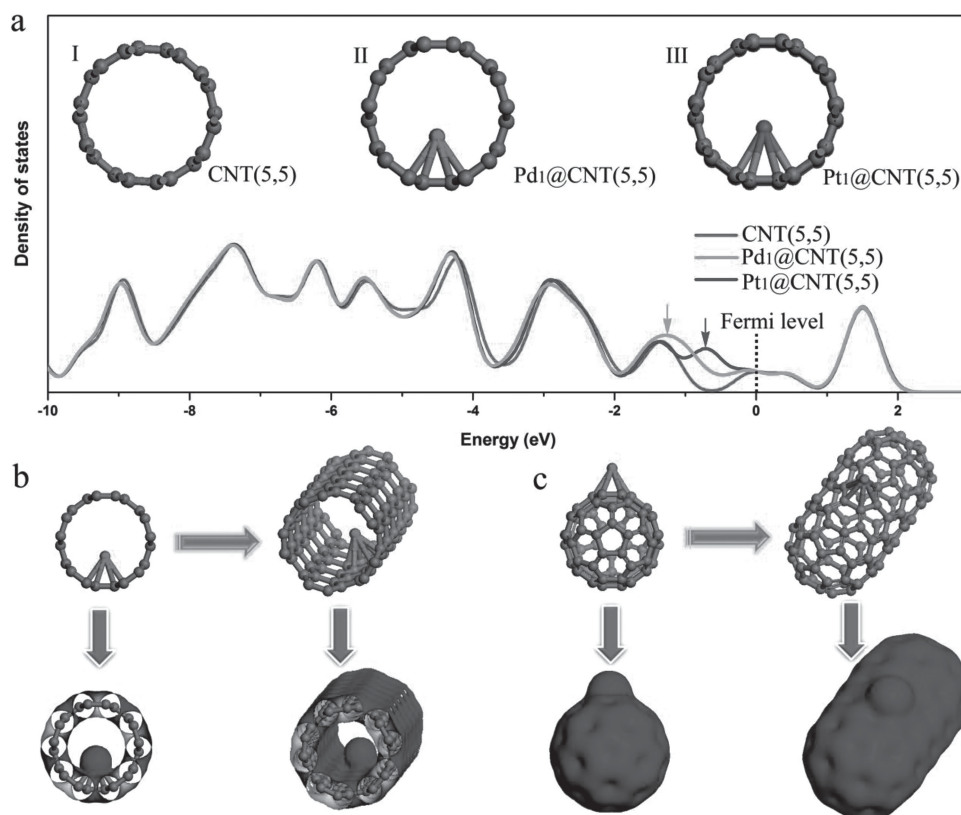 a
I
II
III
CNT(5,5)
Pd1@CNT(5,5)
Pt1@CNT(5,5)
Density of states
CNT(5,5)
Pd1@CNT(5,5)
Pt1@CNT(5,5)
Fermi level
-10
-8
-6
-4
-2
0
2
Energy (eV)
b
c